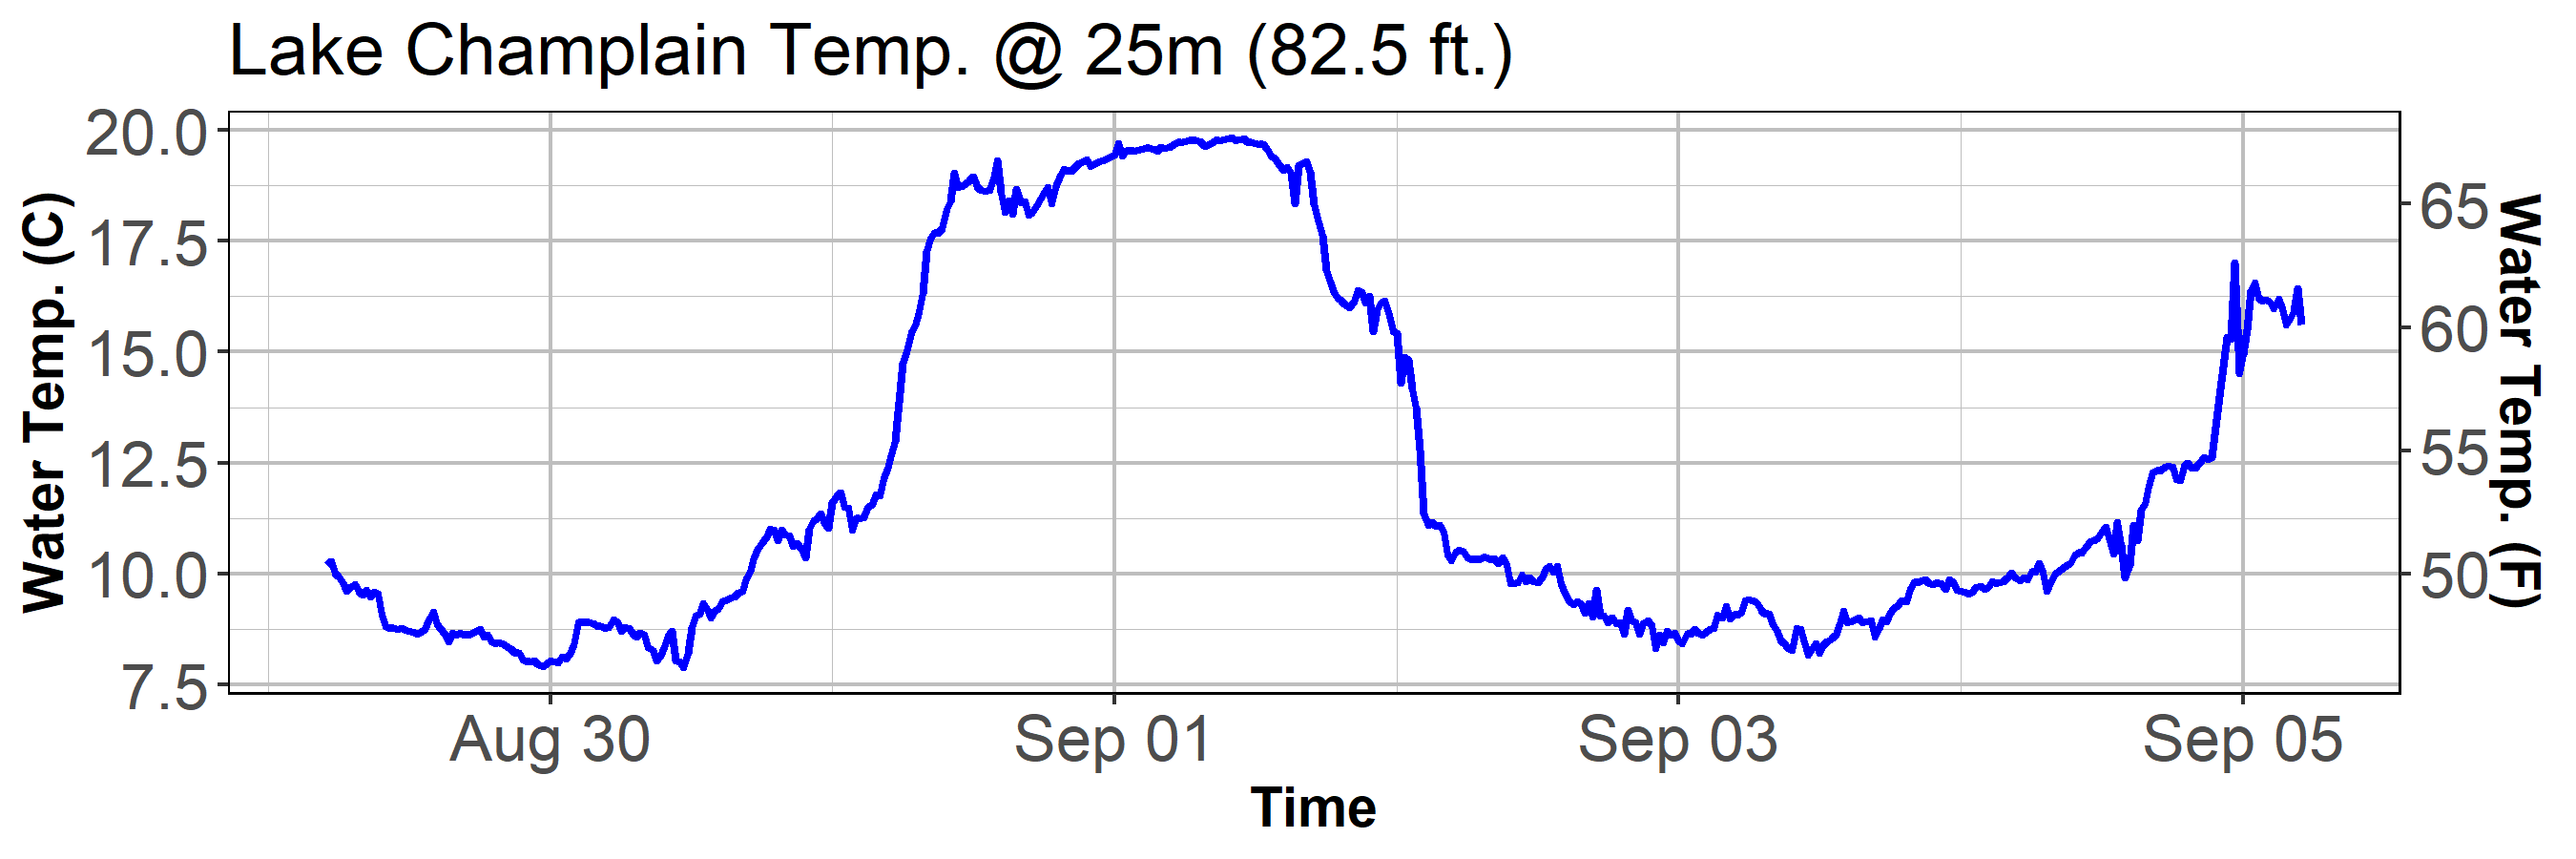 Lake Champlain Temp. @ 25m (82.5 ft.)
Water Temp. (C)
20.0
17.5
15.0
12.5
10.0
7.5
65
60
55
50
Water Temp. (F)
Aug 30
Sep 01
Sep 03
Sep 05
Time